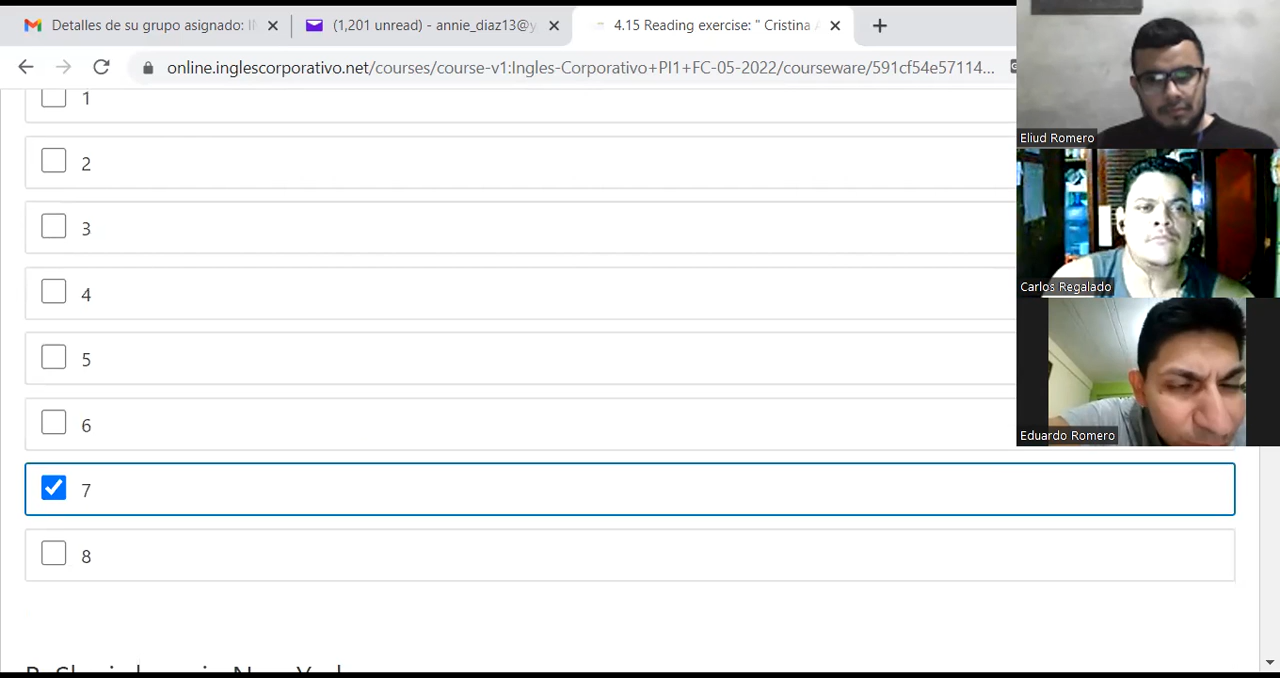 Detalles de su grupo asignado: I
(1,201 unread) - annie_diaz13@y
4.15 Reading exercise: " Cristina A
online.inglescorporativo.net/courses/course-v1:Ingles-Corporativo+PI1+FC-05-2022/courseware/591cf54e57114...
1
2
3
4
5
6
7
8
Eliud Romero
Carlos Regalado
Eduardo Romero